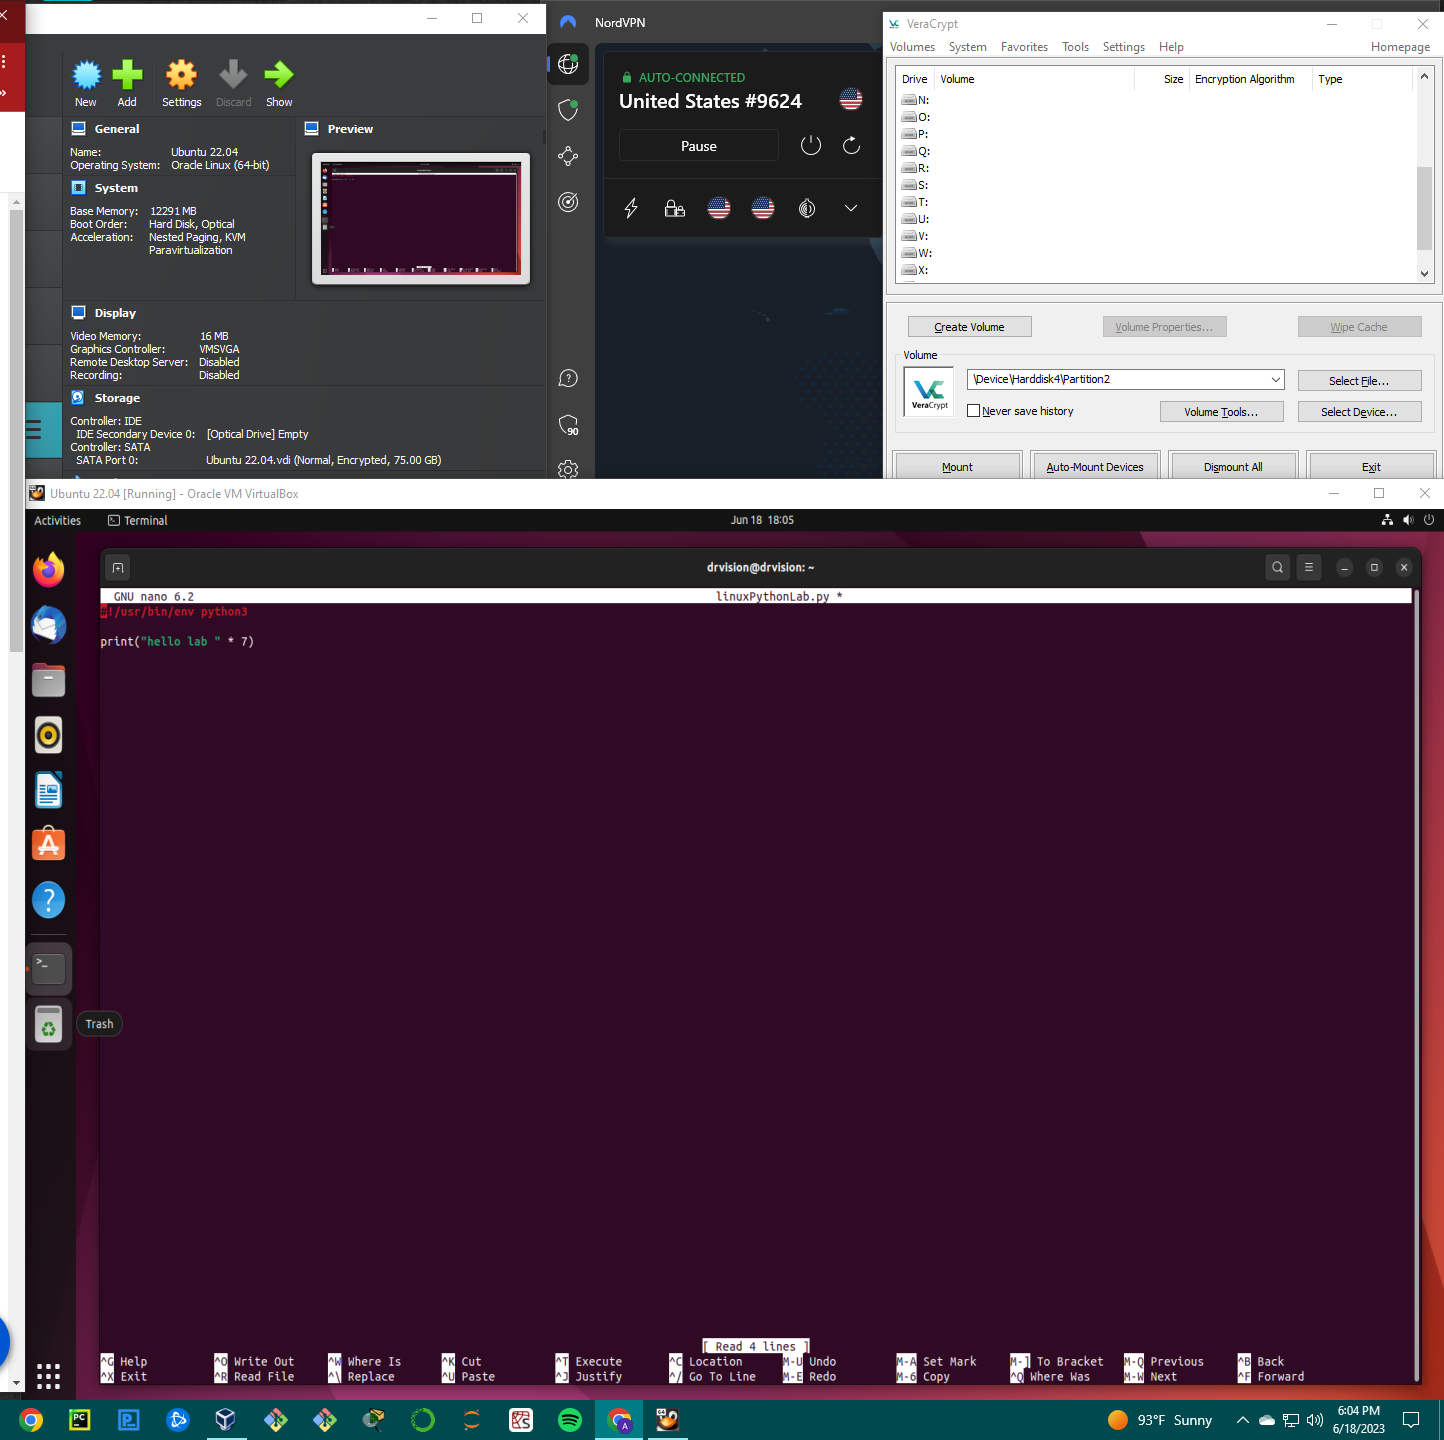 New Add Settings Discard Show
General
Name: Ubuntu 22.04
Operating System: Oracle Linux (64-bit)
System
Base Memory: 12291 MB
Boot Order: Hard Disk, Optical
Acceleration: Nested Paging, KVM
Paravirtualization
Preview
Display
Video Memory: 16 MB
Graphics Controller: VMSVGA
Remote Desktop Server: Disabled
Recording: Disabled
Storage
Controller: IDE
IDE Secondary Device 0: [Optical Drive] Empty
Controller: SATA
SATA Port 0: Ubuntu 22.04.vdi (Normal, Encrypted, 75.00 GB)
NordVPN
AUTO-CONNECTED
United States #9624
Pause
90
VeraCrypt
Volumes System Favorites Tools Settings Help Homepage
Drive Volume Size Encryption Algorithm Type
N:
O:
P:
Q:
R:
S:
T:
U:
V:
W:
X:
Create Volume Volume Properties... Wipe Cache
Volume
VeraCrypt
\Device\Harddisk4\Partition2 Select File...
Never save history Volume Tools... Select Device...
Mount Auto-Mount Devices Dismount All Exit
Ubuntu 22.04 [Running] - Oracle VM VirtualBox
Activities Terminal Jun 18 18:05
drvision@drvision: ~
GNU nano 6.2 linuxPythonLab.py *
#!/usr/bin/env python3
print("hello lab " * 7)
Trash
[ Read 4 lines ]
^G Help ^O Write Out ^W Where Is ^K Cut ^T Execute ^C Location M-U Undo M-A Set Mark M-] To Bracket M-Q Previous ^B Back
^X Exit ^R Read File ^\ Replace ^U Paste ^J Justify ^/ Go To Line M-E Redo M-6 Copy ^Q Where Was M-W Next ^F Forward
PC
A
93°F Sunny
6:04 PM
6/18/2023